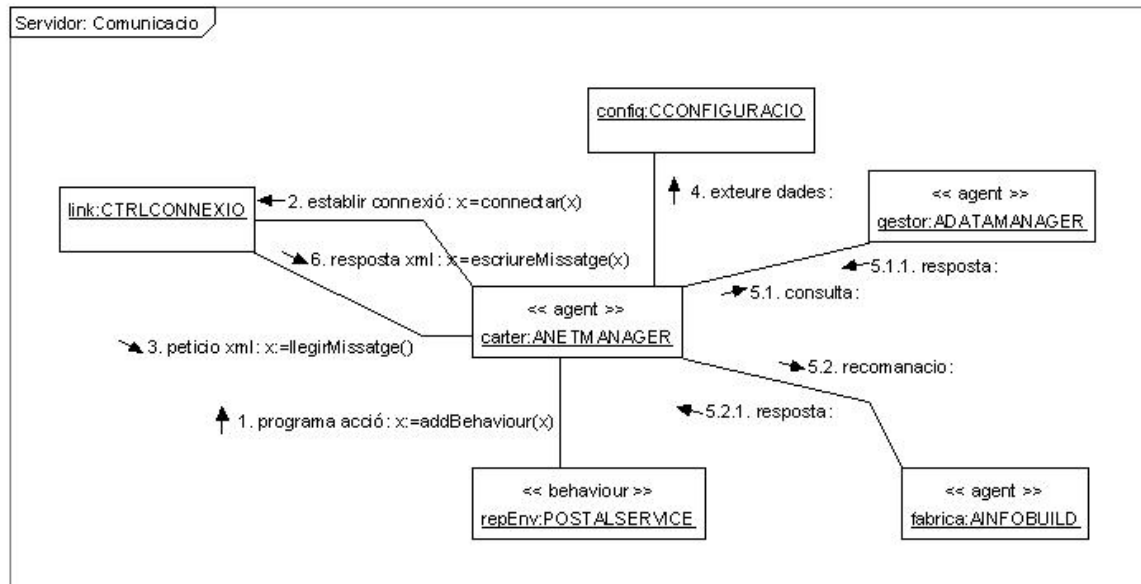 Servidor: Comunicacio
config:CCONFIGURACIO
link:CTRLCONNEXIO
2. establir connexió : x:=connectar(x)
4. exteure dades:
<< agent >>
gestor:ADATAMANAGER
6. resposta xml : x:=escriureMissatge(x)
5.1.1. resposta:
5.1. consulta:
<< agent >>
carter:ANETMANAGER
3. peticio xml: x:=llegirMissatge()
5.2. recomanacio:
1. programa acció : x:=addBehaviour(x)
5.2.1. resposta:
<< behaviour >>
repEnv:POSTALSERVICE
<< agent >>
fabrica:AINFOBUILD